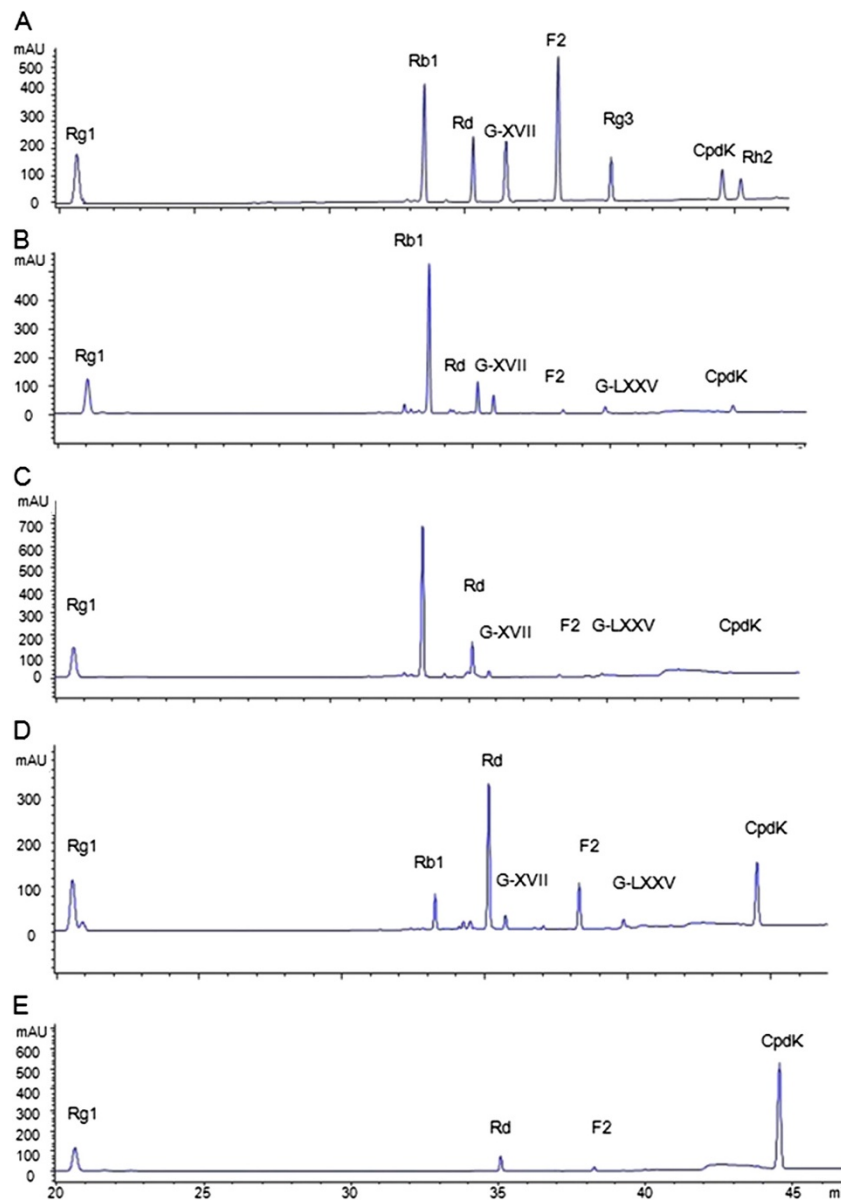 A
mAU
F2
Rb1
500
400
300
200
100
0
Rg1
Rd
G-XVII
Rg3
CpdK
Rh2
B
mAU
Rb1
400
300
200
100
0
Rg1
Rd
G-XVII
F2
G-LXXV
CpdK
C
mAU
700
600
500
400
300
200
100
0
Rg1
Rd
G-XVII
F2
G-LXXV
CpdK
D
mAU
Rd
300
200
100
0
Rg1
Rb1
G-XVII
F2
G-LXXV
CpdK
E
mAU
CpdK
600
500
400
300
200
100
0
Rg1
Rd
F2
20
25
30
35
40
45
m